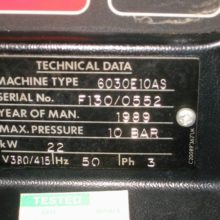 TECHNICAL DATA
MACHINE TYPE 6030E10AS
SERIAL No. F130/0552
YEAR OF MAN. 1989
MAX. PRESSURE 10 BAR
kW 22
V 380/415 Hz 50 Ph 3
TESTED